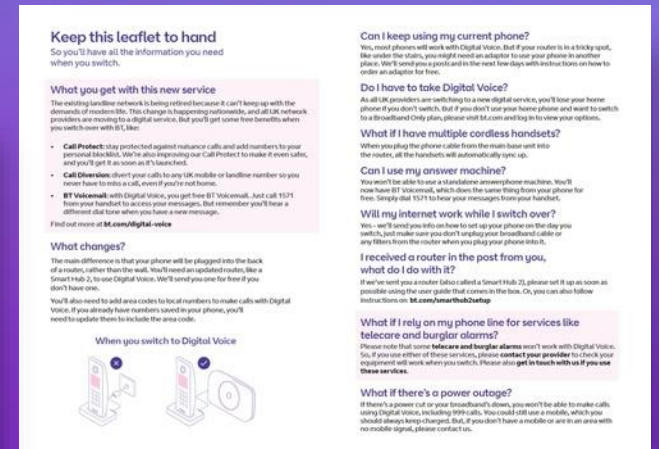 Keep this leaflet to hand
So you'll have all the information you need
when you switch.
What you get with this new service
The existing landline network is being retired because it can't keep up with the
demands of modern life. This change is happening nationwide, and all UK network
providers are moving to a digital service. But you'll get some free benefits when
you switch over with BT, like:
• Call Protect: stay protected against nuisance calls and add numbers to your
personal blocklist. We're also improving our Call Protect to make it even safer,
and you'll get it as soon as it's launched.
• Call Diversion: divert your calls to any UK mobile or landline number so you
never have to miss a call, even if you're not home.
• BT Voicemail: with Digital Voice, you get free BT Voicemail. Just call 1571
from your handset to access your messages. But remember you'll hear a
different dial tone when you have a new message.
Find out more at bt.com/digital-voice
What changes?
The main difference is that your phone will be plugged into the back
of a router, rather than the wall. You'll need an updated router, like a
Smart Hub 2, to use Digital Voice. We'll send you one for free if you
don't have one.
You'll also need to add area codes to local numbers to make calls with Digital
Voice. If you already have numbers saved in your phone, you'll
need to update them to include the area code.
When you switch to Digital Voice
Can I keep using my current phone?
Yes, most phones will work with Digital Voice. But if your router is in a tricky spot,
like under the stairs, you might need an adaptor to use your phone in another
place. We'll send you a postcard in the next few days with instructions on how to
order an adaptor for free.
Do I have to take Digital Voice?
As all UK providers are switching to a new digital service, you'll lose your home
phone if you don't switch. But if you don't use your home phone and want to switch
to a Broadband Only plan, please visit bt.com and log in to view your options.
What if I have multiple cordless handsets?
When you plug the phone cable from the main base unit into
the router, all the handsets will automatically sync up.
Can I use my answer machine?
You won't be able to use a standalone answerphone machine. You'll
now have BT Voicemail, which does the same thing from your phone for
free. Simply dial 1571 to hear your messages from your handset.
Will my internet work while I switch over?
Yes – we'll send you info on how to set up your phone on the day you
switch, just make sure you don't unplug your broadband cable or
any filters from the router when you plug your phone into it.
I received a router in the post from you,
what do I do with it?
If we've sent you a router (also called a Smart Hub 2), please set it up as soon as
possible using the user guide that comes in the box. Or, you can also follow
instructions on: bt.com/smarthub2setup
What if I rely on my phone line for services like
telecare and burglar alarms?
Please note that some telecare and burglar alarms won't work with Digital Voice.
So, if you use either of these services, please contact your provider to check your
equipment will work when you switch. Please also get in touch with us if you use
these services.
What if there's a power outage?
If there's a power cut or your broadband's down, you won't be able to make calls
using Digital Voice, including 999 calls. You could still use a mobile, which you
should always keep charged. But, if you don't have a mobile or are in an area with
no mobile signal, please contact us.